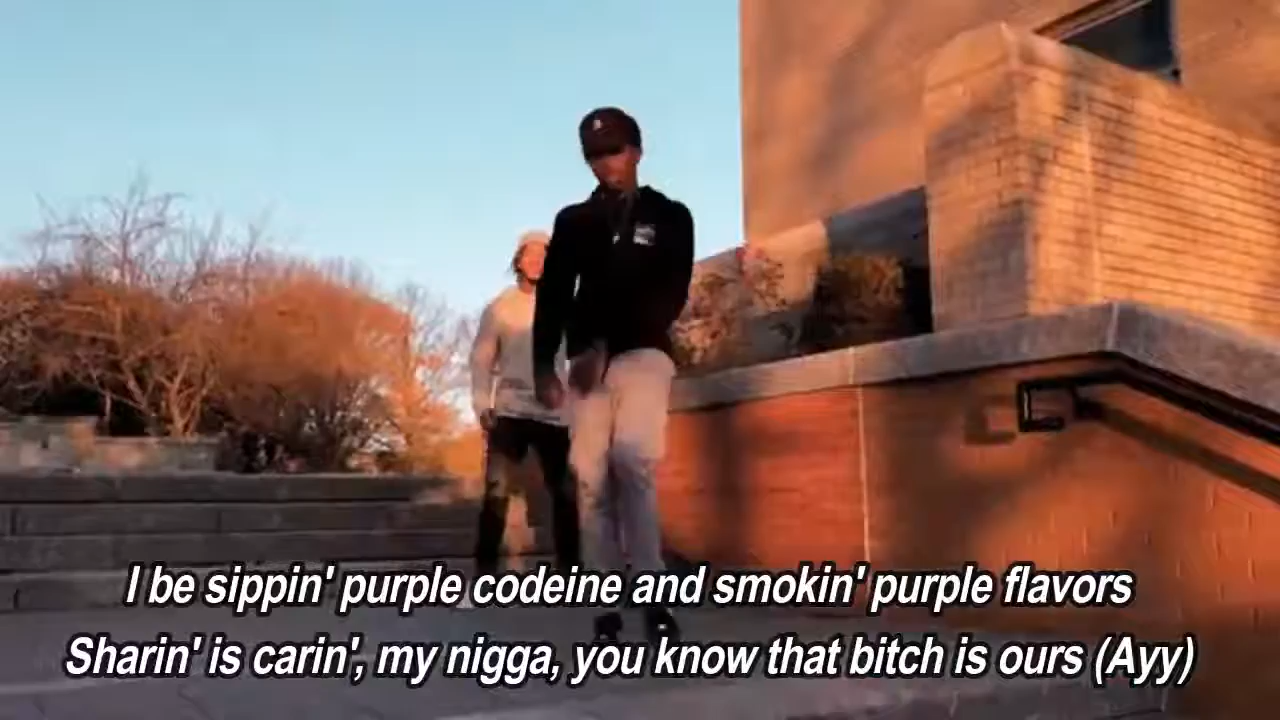 I be sippin' purple codeine and smokin' purple flavors
Sharin' is carin', my nigga, you know that bitch is ours (Ayy)